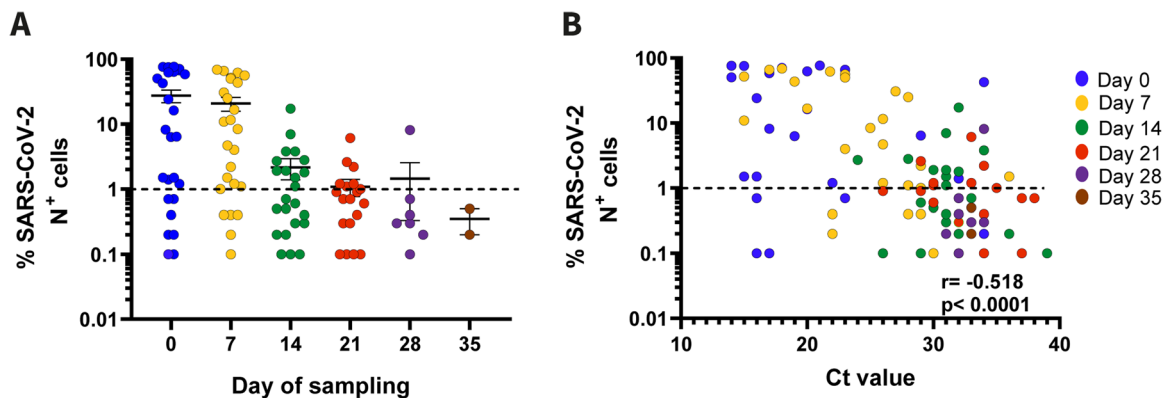 A
% SARS-CoV-2
N+ cells
100
10
1
0.1
0.01
0 7 14 21 28 35
Day of sampling
B
% SARS-CoV-2
N+ cells
100
10
1
0.1
0.01
r= -0.518
p< 0.0001
10 20 30 40
Ct value
Day 0
Day 7
Day 14
Day 21
Day 28
Day 35